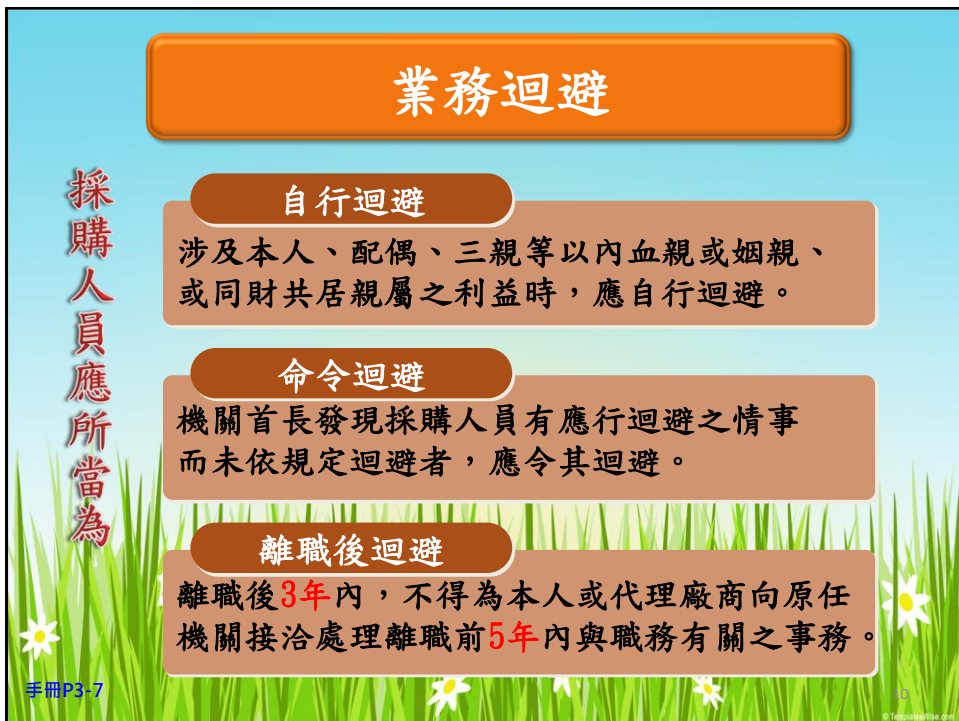 業務迴避
採購人員應所當為
自行迴避
涉及本人、配偶、三親等以內血親或姻親、
或同財共居親屬之利益時，應自行迴避。
命令迴避
機關首長發現採購人員有應行迴避之情事
而未依規定迴避者，應令其迴避。
離職後迴避
離職後3年內，不得為本人或代理廠商向原任
機關接洽處理離職前5年內與職務有關之事務。
手冊P3-7
10
© TemplatesWise.com